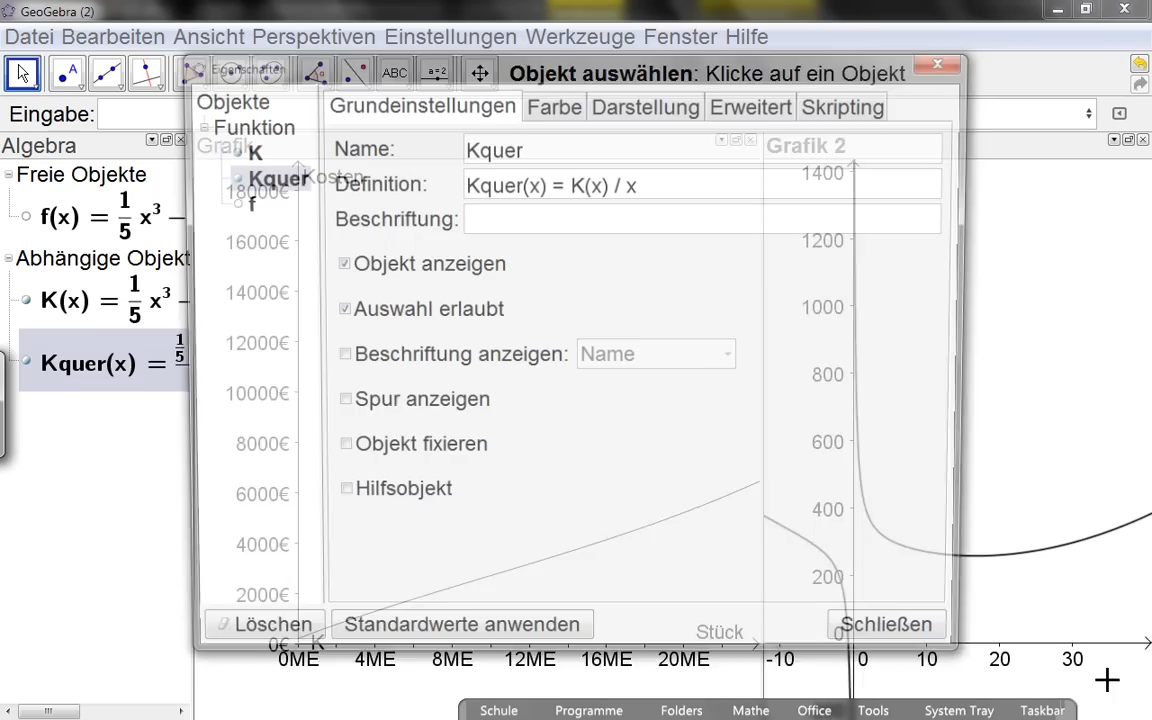 GeoGebra (2)
Datei Bearbeiten Ansicht Perspektiven Einstellungen Werkzeuge Fenster Hilfe
A
ABC
a=2
Objekt auswählen: Klicke auf ein Objekt
Eingabe:
Algebra
Freie Objekte
f(x) = 1/5 x³ −
Abhängige Objekt
K(x) = 1/5 x³ −
Kquer(x) = 1/5
Eigenschaften
Objekte
Funktion
K
Kquer
f
Grundeinstellungen Farbe Darstellung Erweitert Skripting
Name: Kquer
Definition: Kquer(x) = K(x) / x
Beschriftung:
Objekt anzeigen
Auswahl erlaubt
Beschriftung anzeigen: Name
Spur anzeigen
Objekt fixieren
Hilfsobjekt
Löschen Standardwerte anwenden Schließen
Grafik
Kosten
18000€
16000€
14000€
12000€
10000€
8000€
6000€
4000€
2000€
0€
K
Stück
0ME 4ME 8ME 12ME 16ME 20ME
Grafik 2
1400
1200
1000
800
600
400
200
0
-10 0 10 20 30
Schule Programme Folders Mathe Office Tools System Tray Taskbar